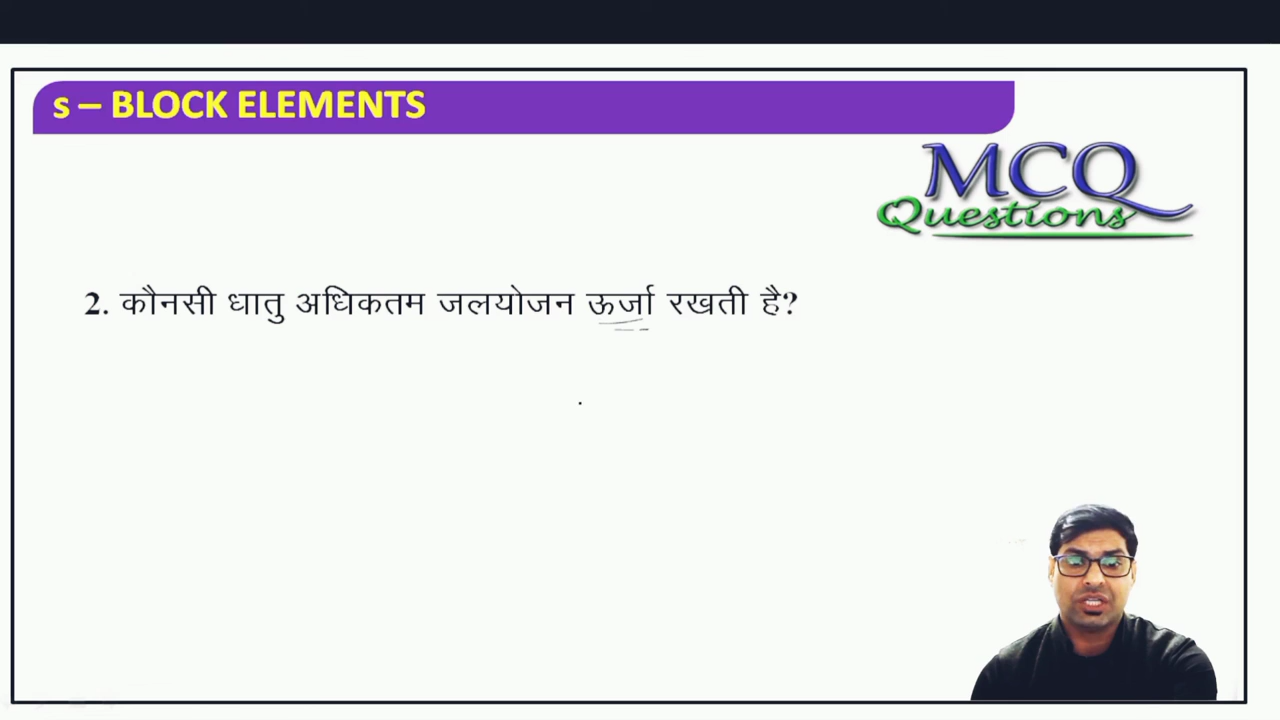 s – BLOCK ELEMENTS
MCQ
Questions
2. कौनसी धातु अधिकतम जलयोजन ऊर्जा रखती है?